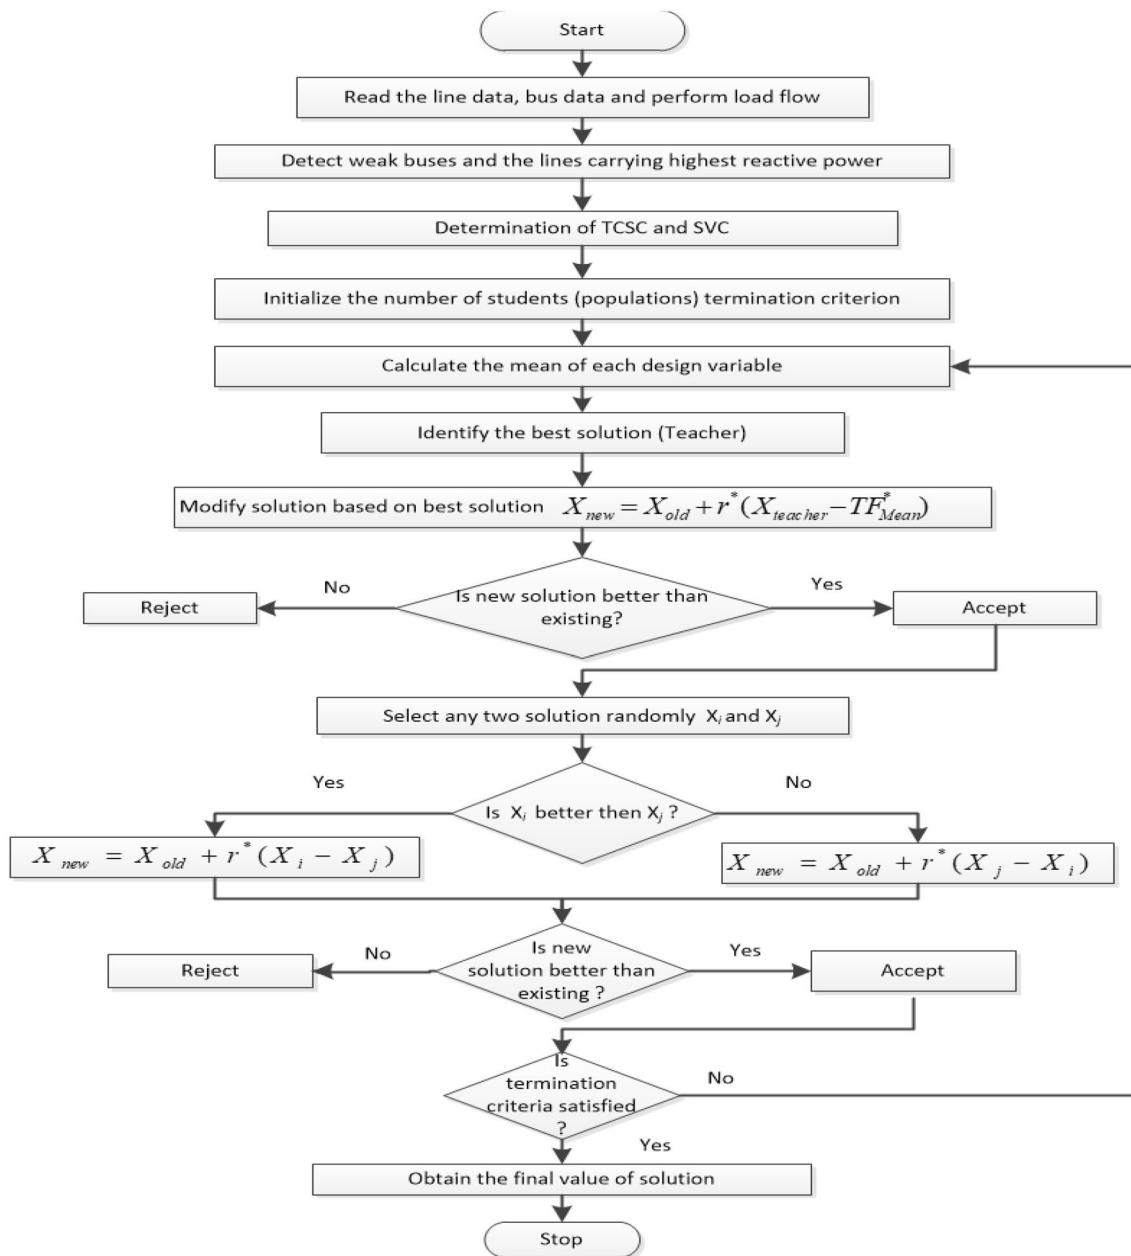 Start
Read the line data, bus data and perform load flow
Detect weak buses and the lines carrying highest reactive power
Determination of TCSC and SVC
Initialize the number of students (populations) termination criterion
Calculate the mean of each design variable
Identify the best solution (Teacher)
Modify solution based on best solution X_new = X_old + r*(X_teacher − TF*_Mean)
No
Yes
Is new solution better than
existing?
Reject
Accept
Select any two solution randomly X_i and X_j
Yes
No
Is X_i better then X_j ?
X_new = X_old + r*(X_i − X_j)
X_new = X_old + r*(X_j − X_i)
No
Yes
Is new
solution better than
existing ?
Reject
Accept
Is
termination
criteria satisfied
?
No
Yes
Obtain the final value of solution
Stop